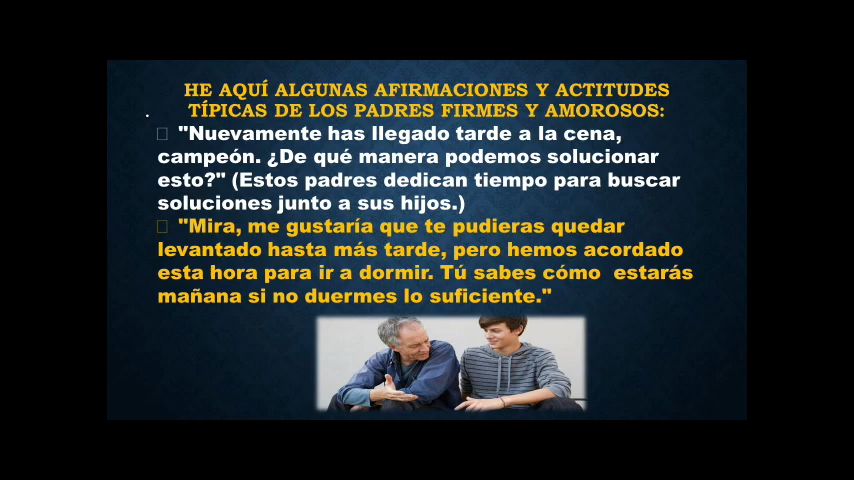 HE AQUÍ ALGUNAS AFIRMACIONES Y ACTITUDES
TÍPICAS DE LOS PADRES FIRMES Y AMOROSOS:
.
"Nuevamente has llegado tarde a la cena,
campeón. ¿De qué manera podemos solucionar
esto?" (Estos padres dedican tiempo para buscar
soluciones junto a sus hijos.)
"Mira, me gustaría que te pudieras quedar
levantado hasta más tarde, pero hemos acordado
esta hora para ir a dormir. Tú sabes cómo  estarás
mañana si no duermes lo suficiente."